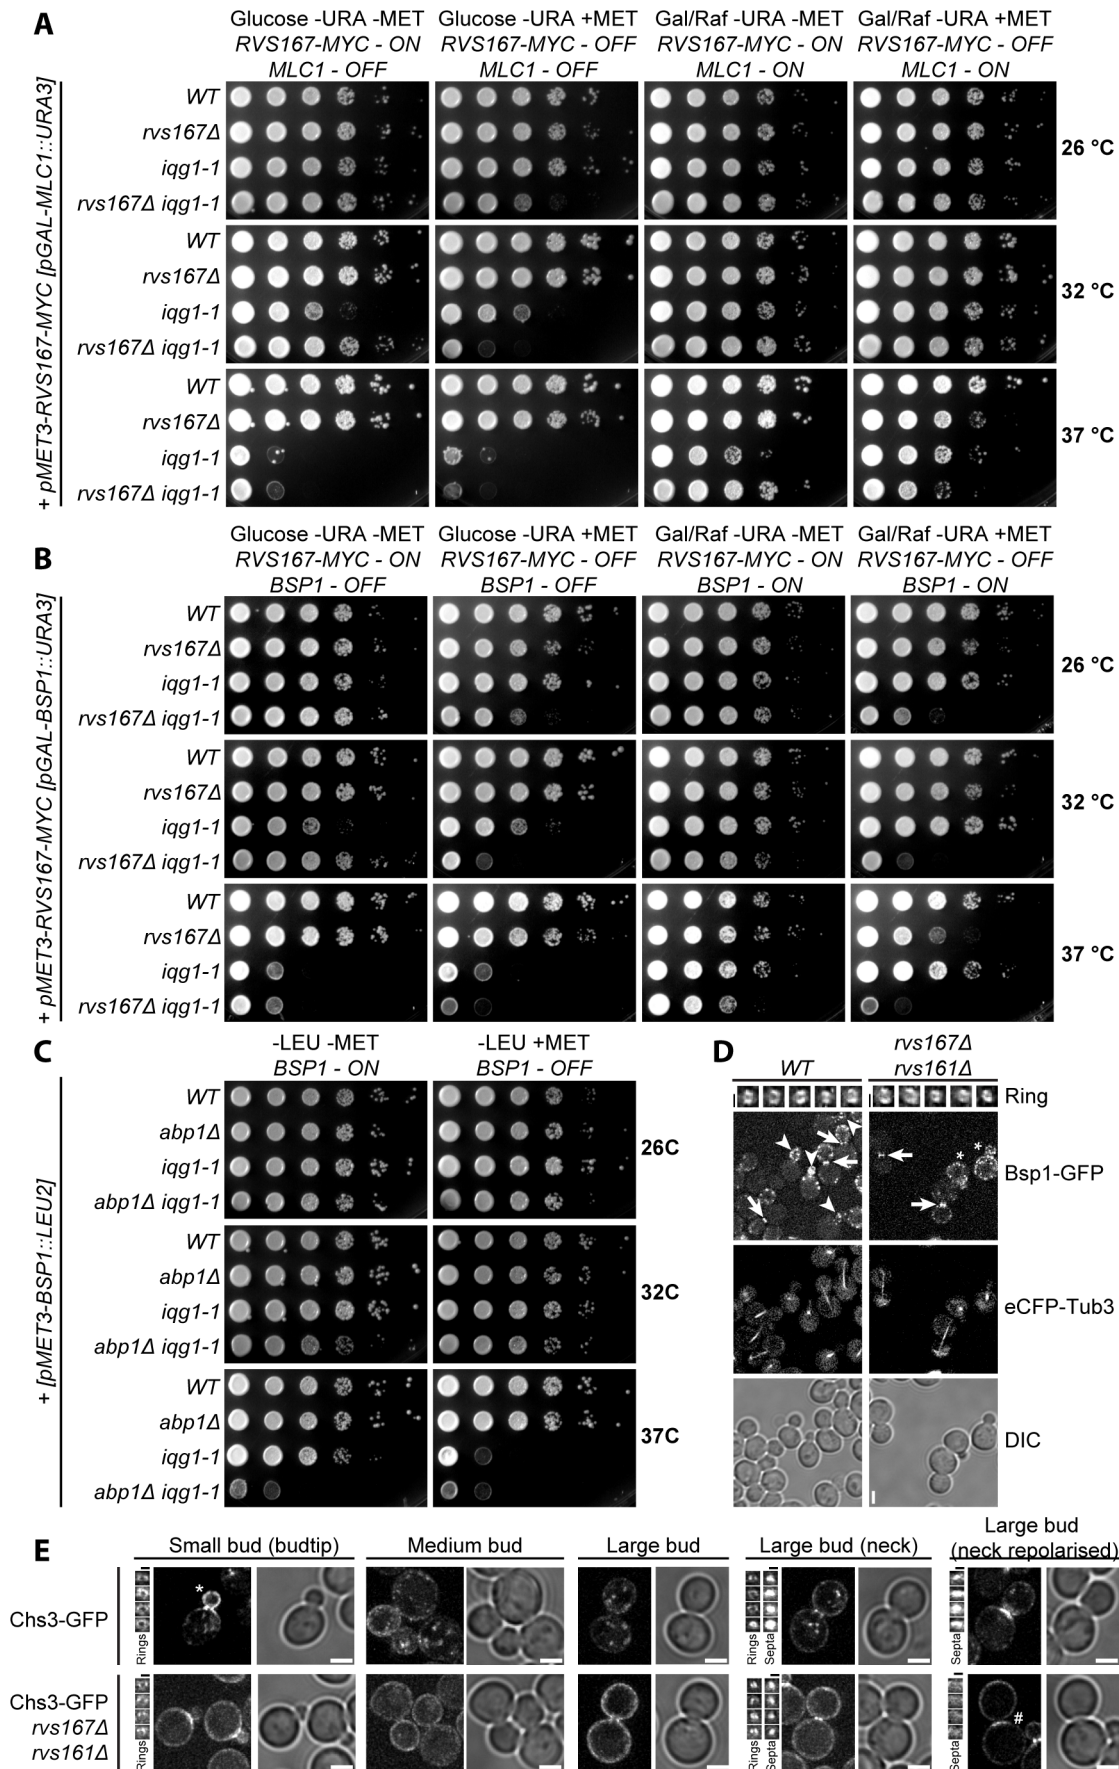 A
Glucose -URA -MET Glucose -URA +MET Gal/Raf -URA -MET Gal/Raf -URA +MET
RVS167-MYC - ON RVS167-MYC - OFF RVS167-MYC - ON RVS167-MYC - OFF
MLC1 - OFF MLC1 - OFF MLC1 - ON MLC1 - ON
+ pMET3-RVS167-MYC [pGAL-MLC1::URA3]
WT
rvs167Δ
iqg1-1
rvs167Δ iqg1-1
26 °C
WT
rvs167Δ
iqg1-1
rvs167Δ iqg1-1
32 °C
WT
rvs167Δ
iqg1-1
rvs167Δ iqg1-1
37 °C
B
Glucose -URA -MET Glucose -URA +MET Gal/Raf -URA -MET Gal/Raf -URA +MET
RVS167-MYC - ON RVS167-MYC - OFF RVS167-MYC - ON RVS167-MYC - OFF
BSP1 - OFF BSP1 - OFF BSP1 - ON BSP1 - ON
+ pMET3-RVS167-MYC [pGAL-BSP1::URA3]
WT
rvs167Δ
iqg1-1
rvs167Δ iqg1-1
26 °C
WT
rvs167Δ
iqg1-1
rvs167Δ iqg1-1
32 °C
WT
rvs167Δ
iqg1-1
rvs167Δ iqg1-1
37 °C
C
-LEU -MET -LEU +MET
BSP1 - ON BSP1 - OFF
+ [pMET3-BSP1::LEU2]
WT
abp1Δ
iqg1-1
abp1Δ iqg1-1
26C
WT
abp1Δ
iqg1-1
abp1Δ iqg1-1
32C
WT
abp1Δ
iqg1-1
abp1Δ iqg1-1
37C
D
WT
rvs167Δ
rvs161Δ
Ring
* *
Bsp1-GFP
eCFP-Tub3
DIC
E
Small bud (budtip) Medium bud Large bud Large bud (neck) Large bud
(neck repolarised)
Chs3-GFP
*
Rings
Rings Septa
Septa
Chs3-GFP
rvs167Δ
rvs161Δ
Rings
Rings Septa
Septa
#